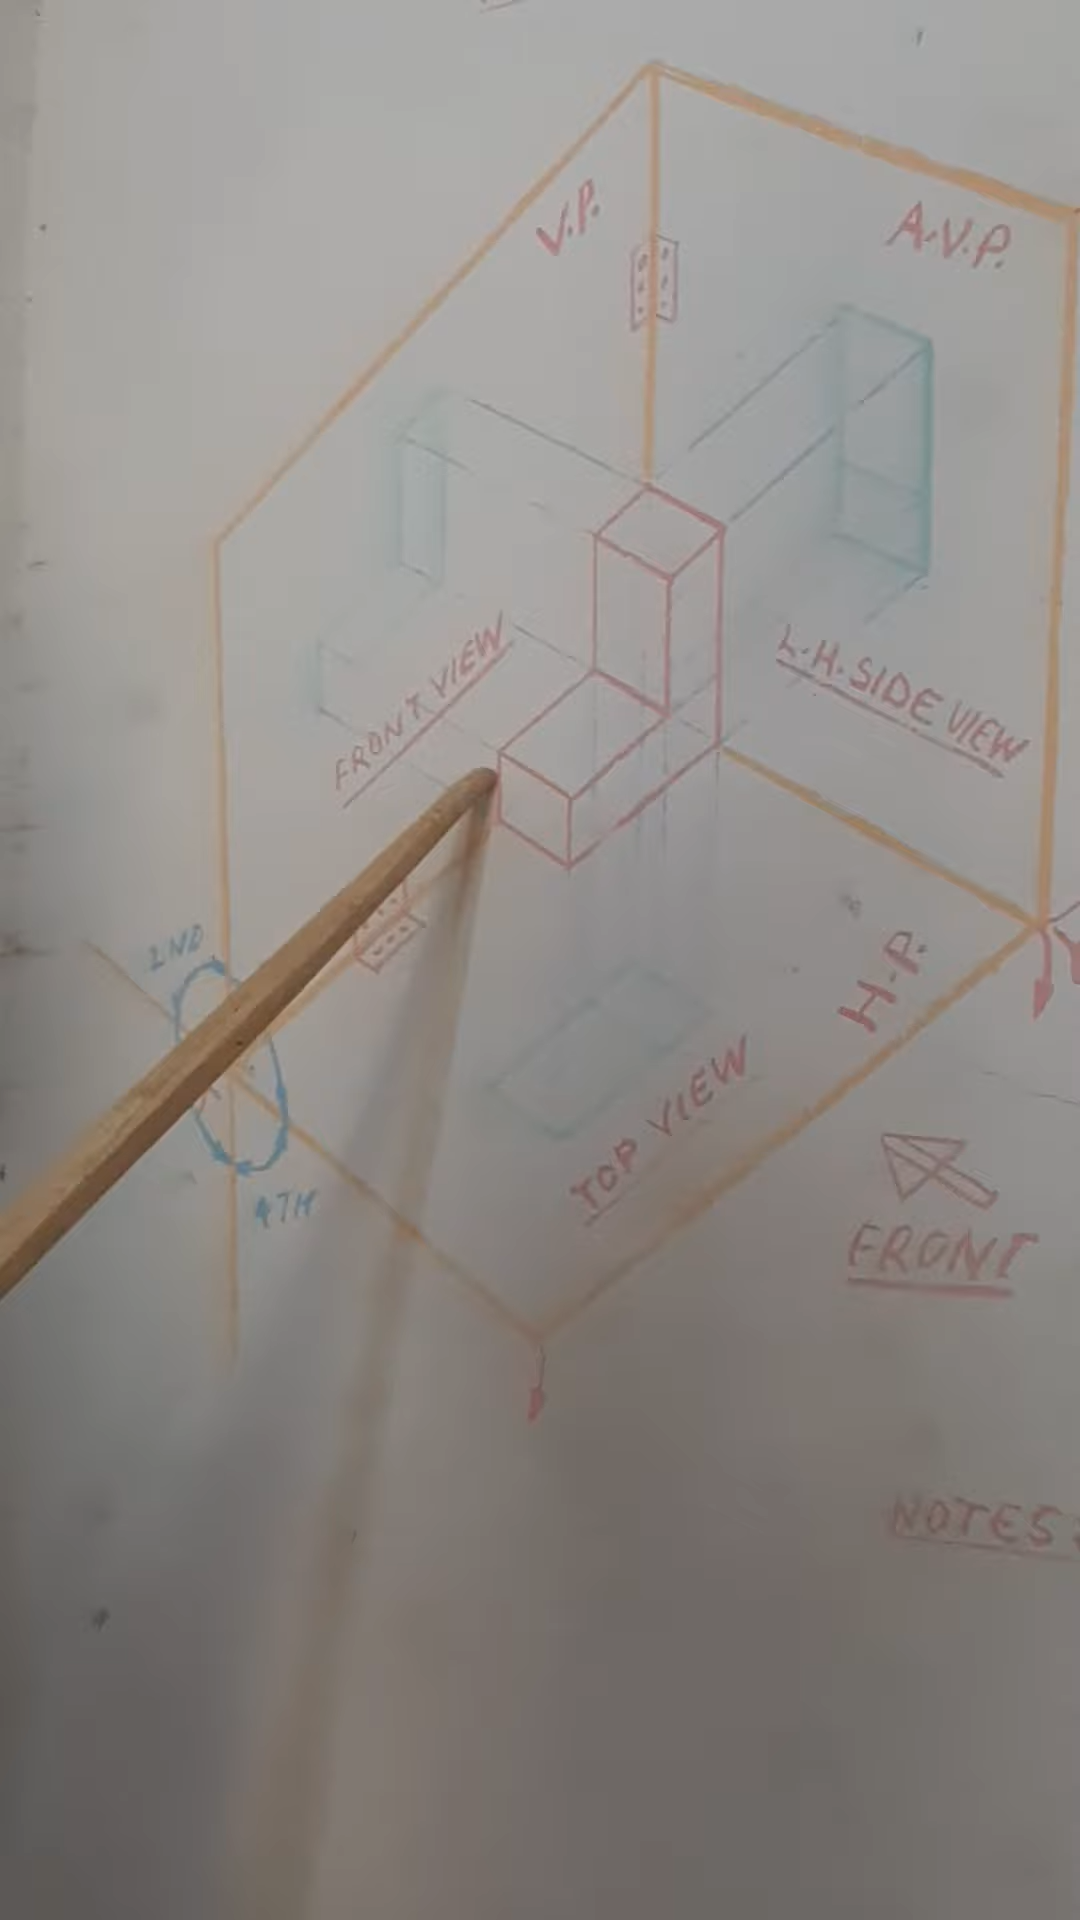 V.P.
A.V.P.
FRONT VIEW
L.H. SIDE VIEW
2ND
H.P.
TOP VIEW
4TH
FRONT
NOTES: